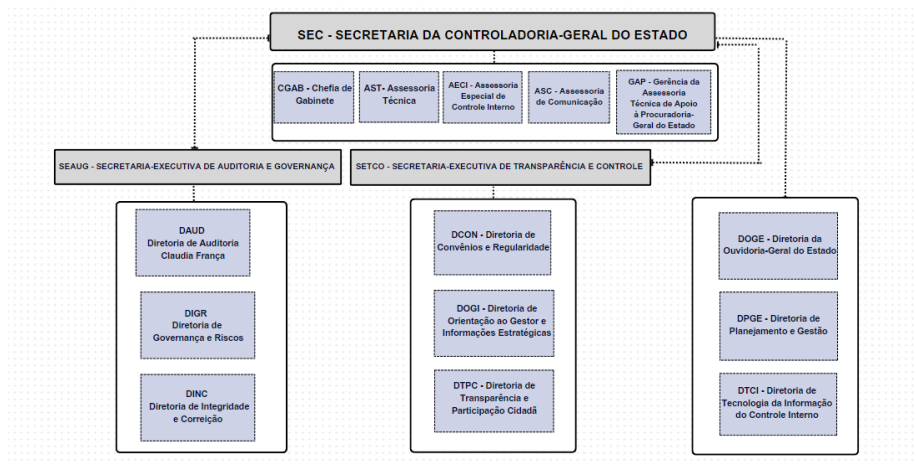 SEC - SECRETARIA DA CONTROLADORIA-GERAL DO ESTADO
CGAB - Chefia de
Gabinete
AST- Assessoria
Técnica
AECI - Assessoria
Especial de
Controle Interno
ASC - Assessoria
de Comunicação
GAP - Gerência da
Assessoria
Técnica de Apoio
à Procuradoria-
Geral do Estado
SEAUG - SECRETARIA-EXECUTIVA DE AUDITORIA E GOVERNANÇA
SETCO - SECRETARIA-EXECUTIVA DE TRANSPARÊNCIA E CONTROLE
DAUD
Diretoria de Auditoria
Claudia França
DIGR
Diretoria de
Governança e Riscos
DINC
Diretoria de Integridade
e Correição
DCON - Diretoria de
Convênios e Regularidade
DOGI - Diretoria de
Orientação ao Gestor e
Informações Estratégicas
DTPC - Diretoria de
Transparência e
Participação Cidadã
DOGE - Diretoria da
Ouvidoria-Geral do Estado
DPGE - Diretoria de
Planejamento e Gestão
DTCI - Diretoria de
Tecnologia da Informação
do Controle Interno